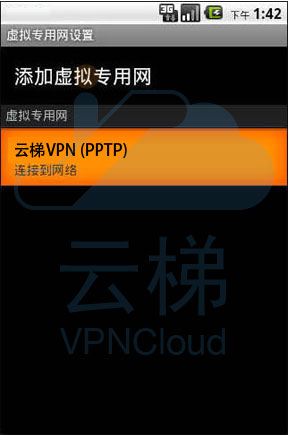 3G
下午 1:42
虚拟专用网设置
添加虚拟专用网
虚拟专用网
云梯VPN (PPTP)
连接到网络
云梯
VPNCloud